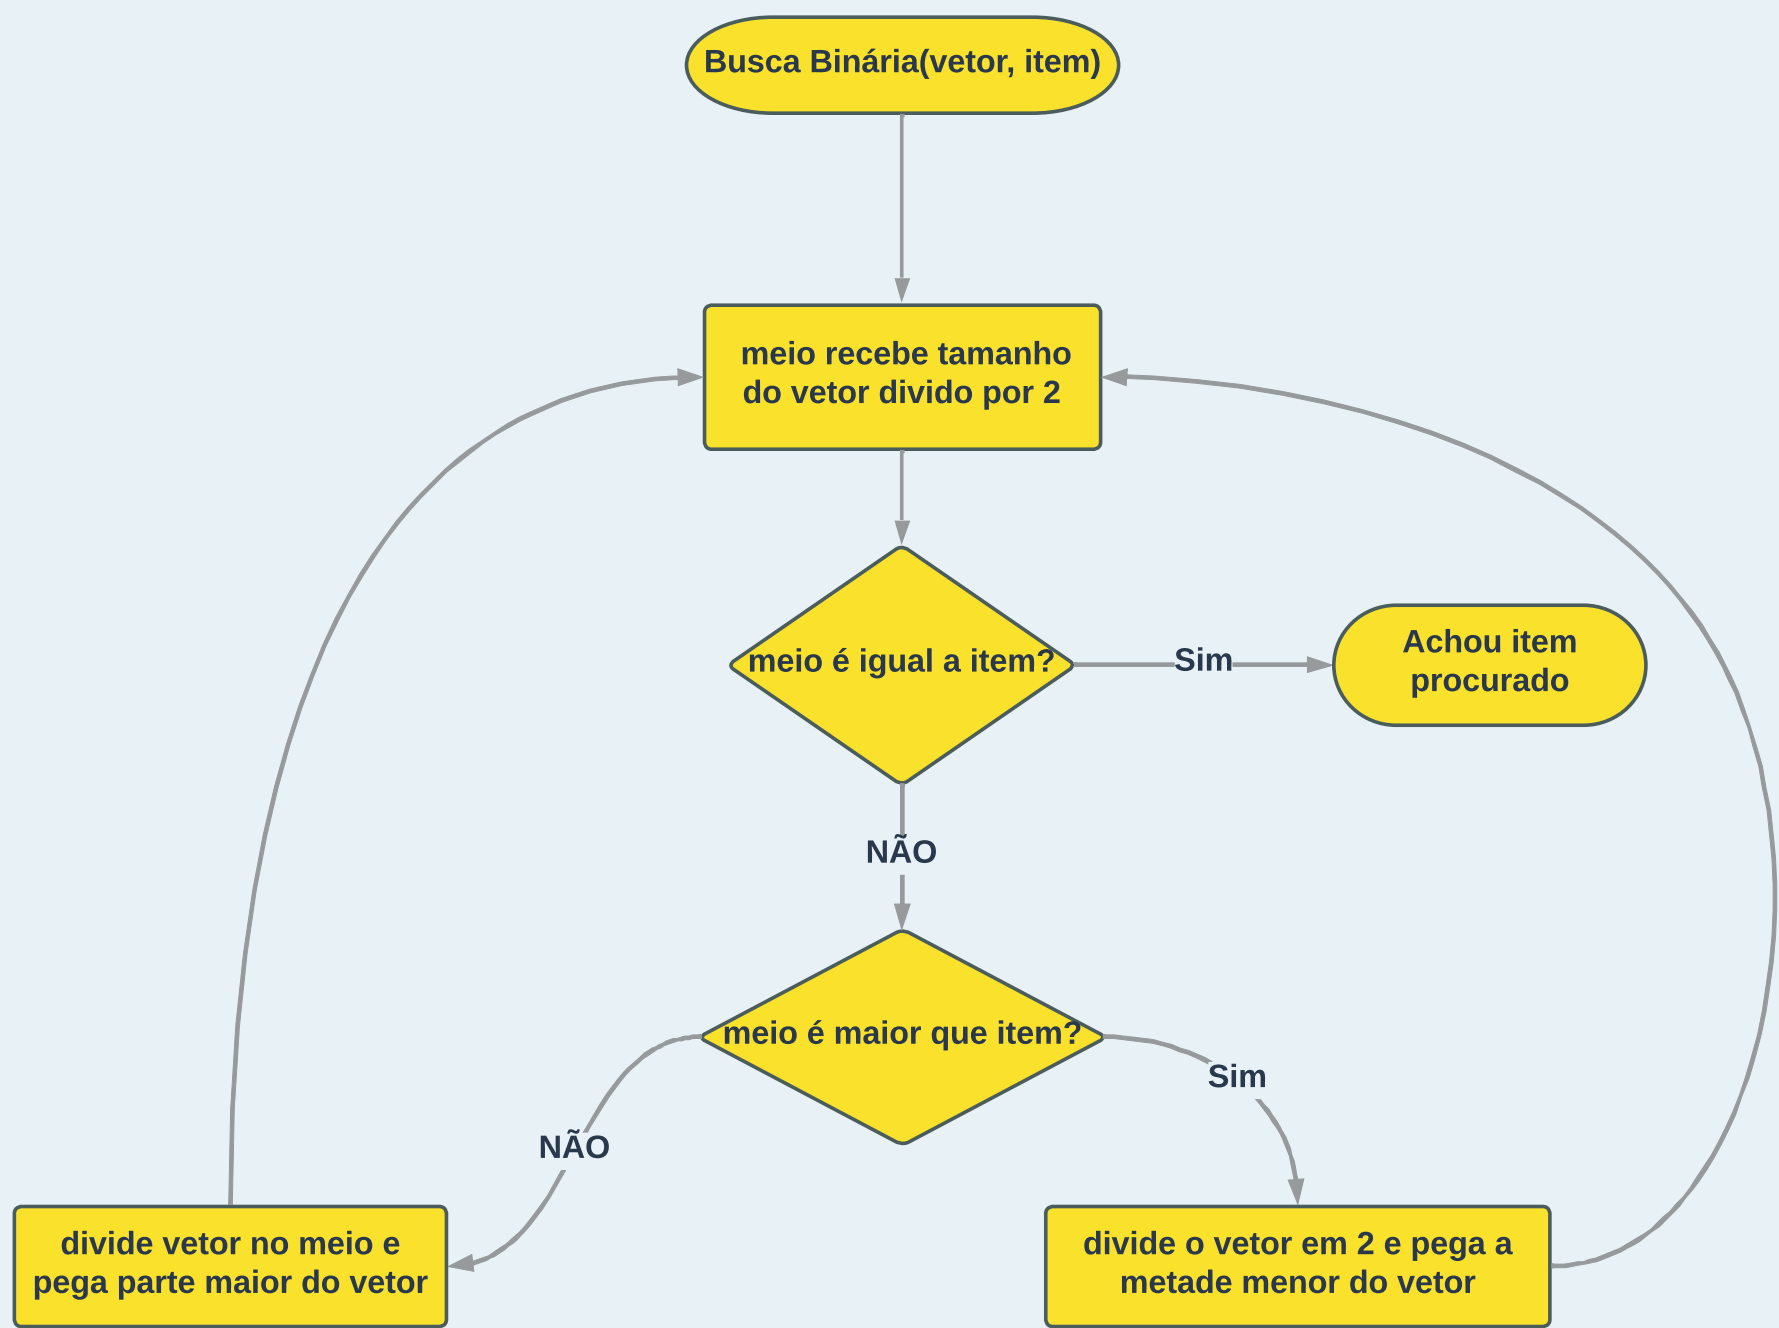 Busca Binária(vetor, item)
meio recebe tamanho
do vetor divido por 2
meio é igual a item?
Sim
Achou item
procurado
NÃO
meio é maior que item?
Sim
NÃO
divide vetor no meio e
pega parte maior do vetor
divide o vetor em 2 e pega a
metade menor do vetor